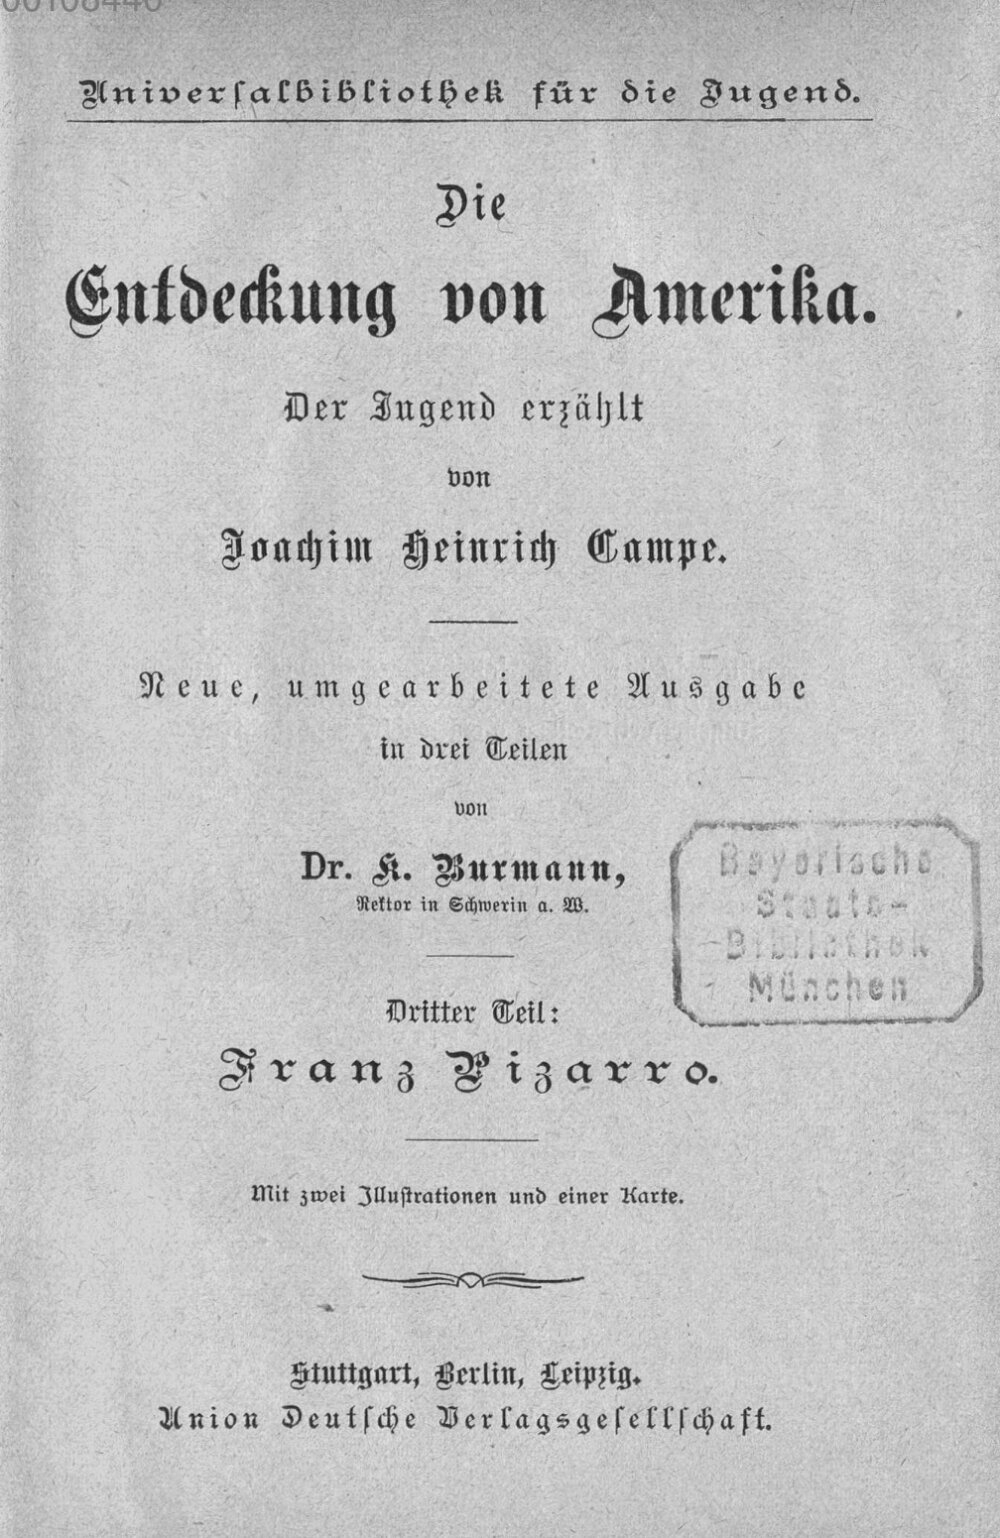 00108446
Universalbibliothek für die Jugend.
Die
Entdeckung von Amerika.
Der Jugend erzählt
von
Joachim Heinrich Campe.
Neue, umgearbeitete Ausgabe
in drei Teilen
von
Dr. K. Burmann,
Rektor in Schwerin a. W.
Bayerische
Staats-
Bibliothek
München
Dritter Teil:
Franz Pizarro.
Mit zwei Illustrationen und einer Karte.
Stuttgart, Berlin, Leipzig.
Union Deutsche Verlagsgesellschaft.